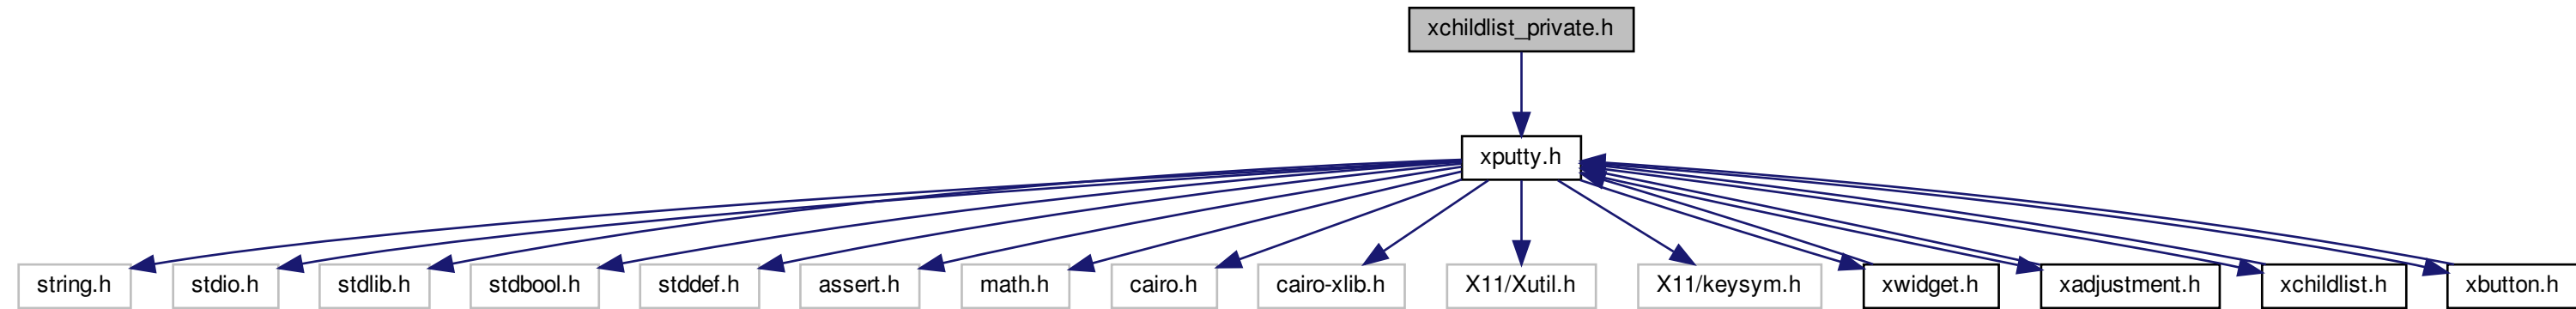 xchildlist_private.h
xputty.h
string.h
stdio.h
stdlib.h
stdbool.h
stddef.h
assert.h
math.h
cairo.h
cairo-xlib.h
X11/Xutil.h
X11/keysym.h
xwidget.h
xadjustment.h
xchildlist.h
xbutton.h